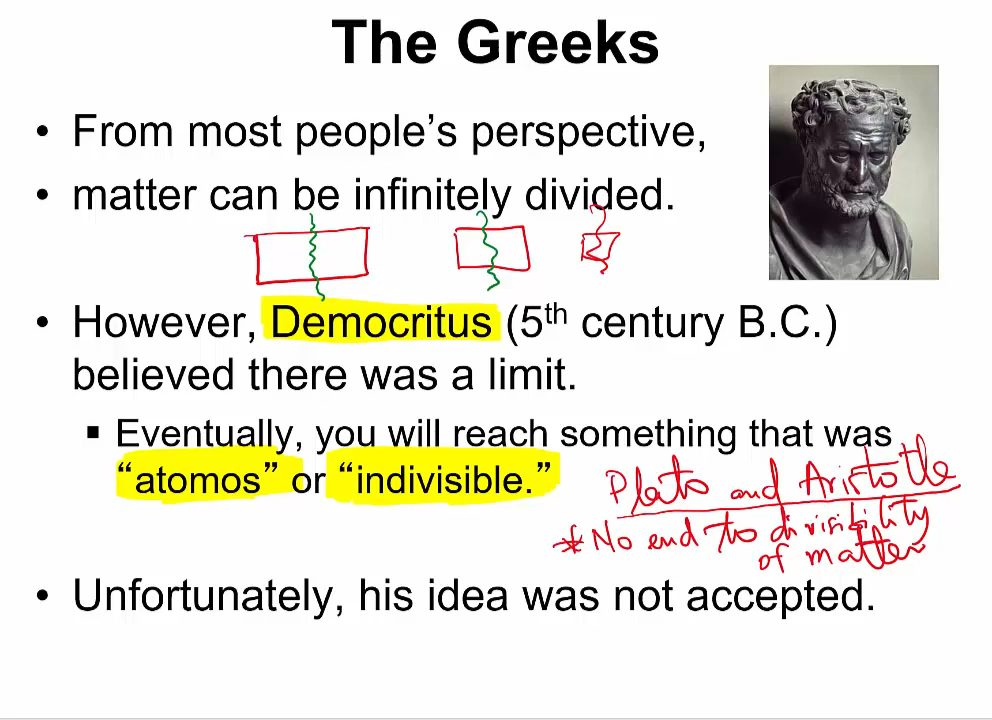 The Greeks
• From most people’s perspective,
• matter can be infinitely divided.
• However, Democritus (5th century B.C.)
believed there was a limit.
▪ Eventually, you will reach something that was
“atomos” or “indivisible.”
Plato and Aristotle
* No end to divisibility
of matter
• Unfortunately, his idea was not accepted.